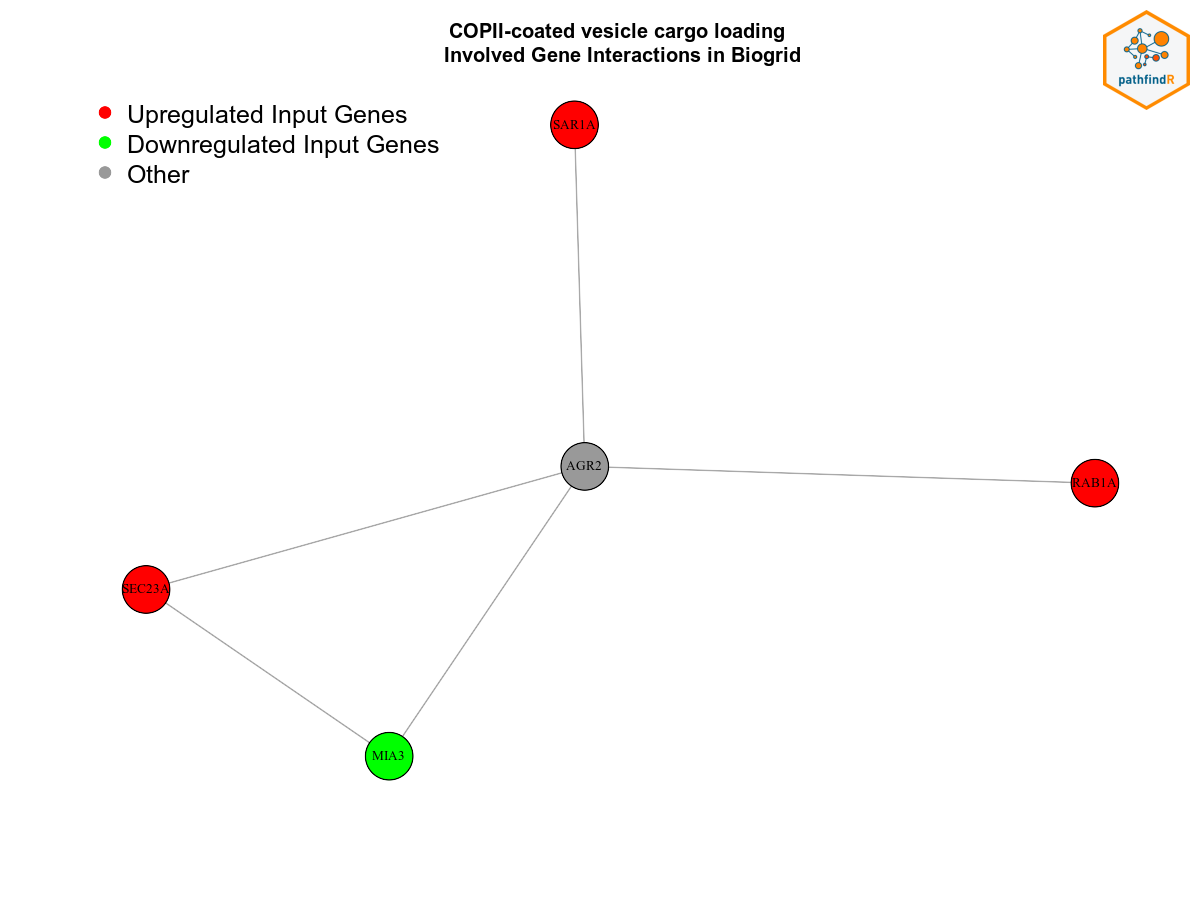 COPII-coated vesicle cargo loading
Involved Gene Interactions in Biogrid
pathfindR
Upregulated Input Genes
Downregulated Input Genes
Other
SAR1A
AGR2
RAB1A
SEC23A
MIA3